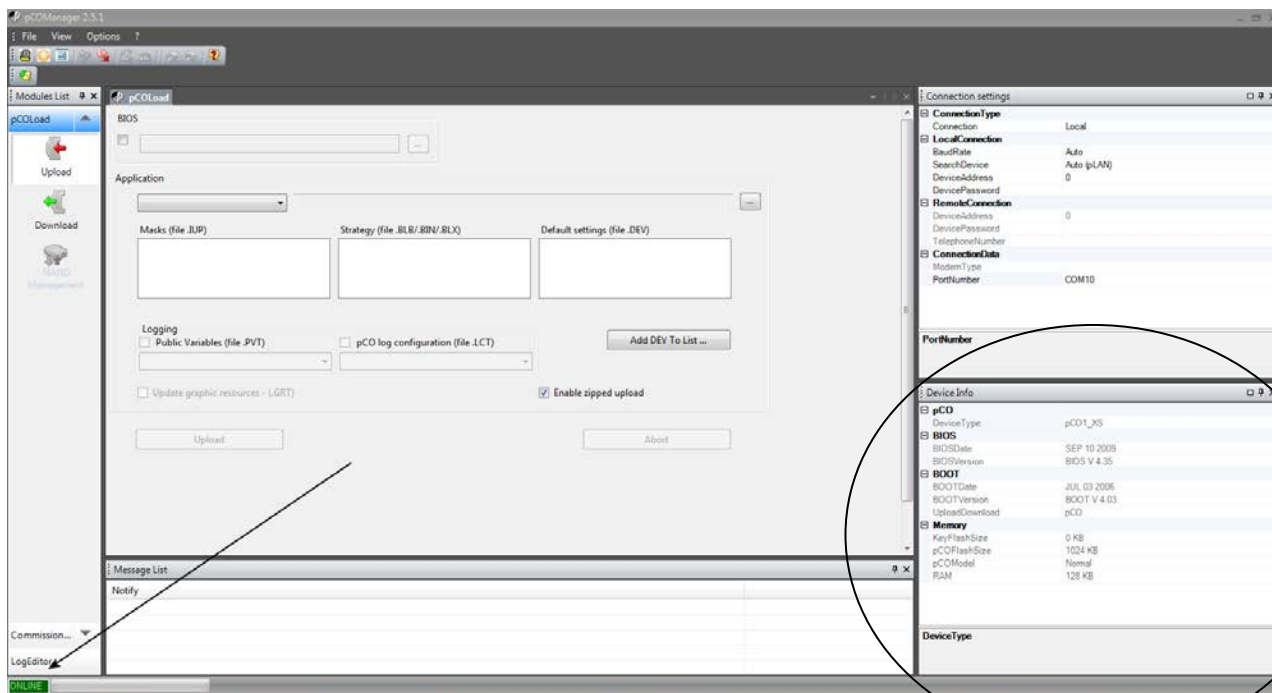 pCOManager 2.5.1
File View Options ?
Modules List
pCOLoad
Upload
Download
NAND
Management
Commission...
LogEditor
ONLINE
pCOLoad
BIOS
...
Application
...
Masks (file .IUP) Strategy (file .BLB/.BIN/.BLX) Default settings (file .DEV)
Logging
Public Variables (file .PVT) pCO log configuration (file .LCT) Add DEV To List ...
Update graphic resources - (.GRT) Enable zipped upload
Upload Abort
Message List
Notify
Connection settings
ConnectionType
Connection Local
LocalConnection
BaudRate Auto
SearchDevice Auto (pLAN)
DeviceAddress 0
DevicePassword
RemoteConnection
DeviceAddress 0
DevicePassword
TelephoneNumber
ConnectionData
ModemType
PortNumber COM10
PortNumber
Device Info
pCO
DeviceType pCO1_XS
BIOS
BIOSDate SEP 10 2009
BIOSVersion BIOS V 4.35
BOOT
BOOTDate JUL 03 2006
BOOTVersion BOOT V 4.03
UploadDownload pCO
Memory
KeyFlashSize 0 KB
pCOFlashSize 1024 KB
pCOModel Normal
RAM 128 KB
DeviceType